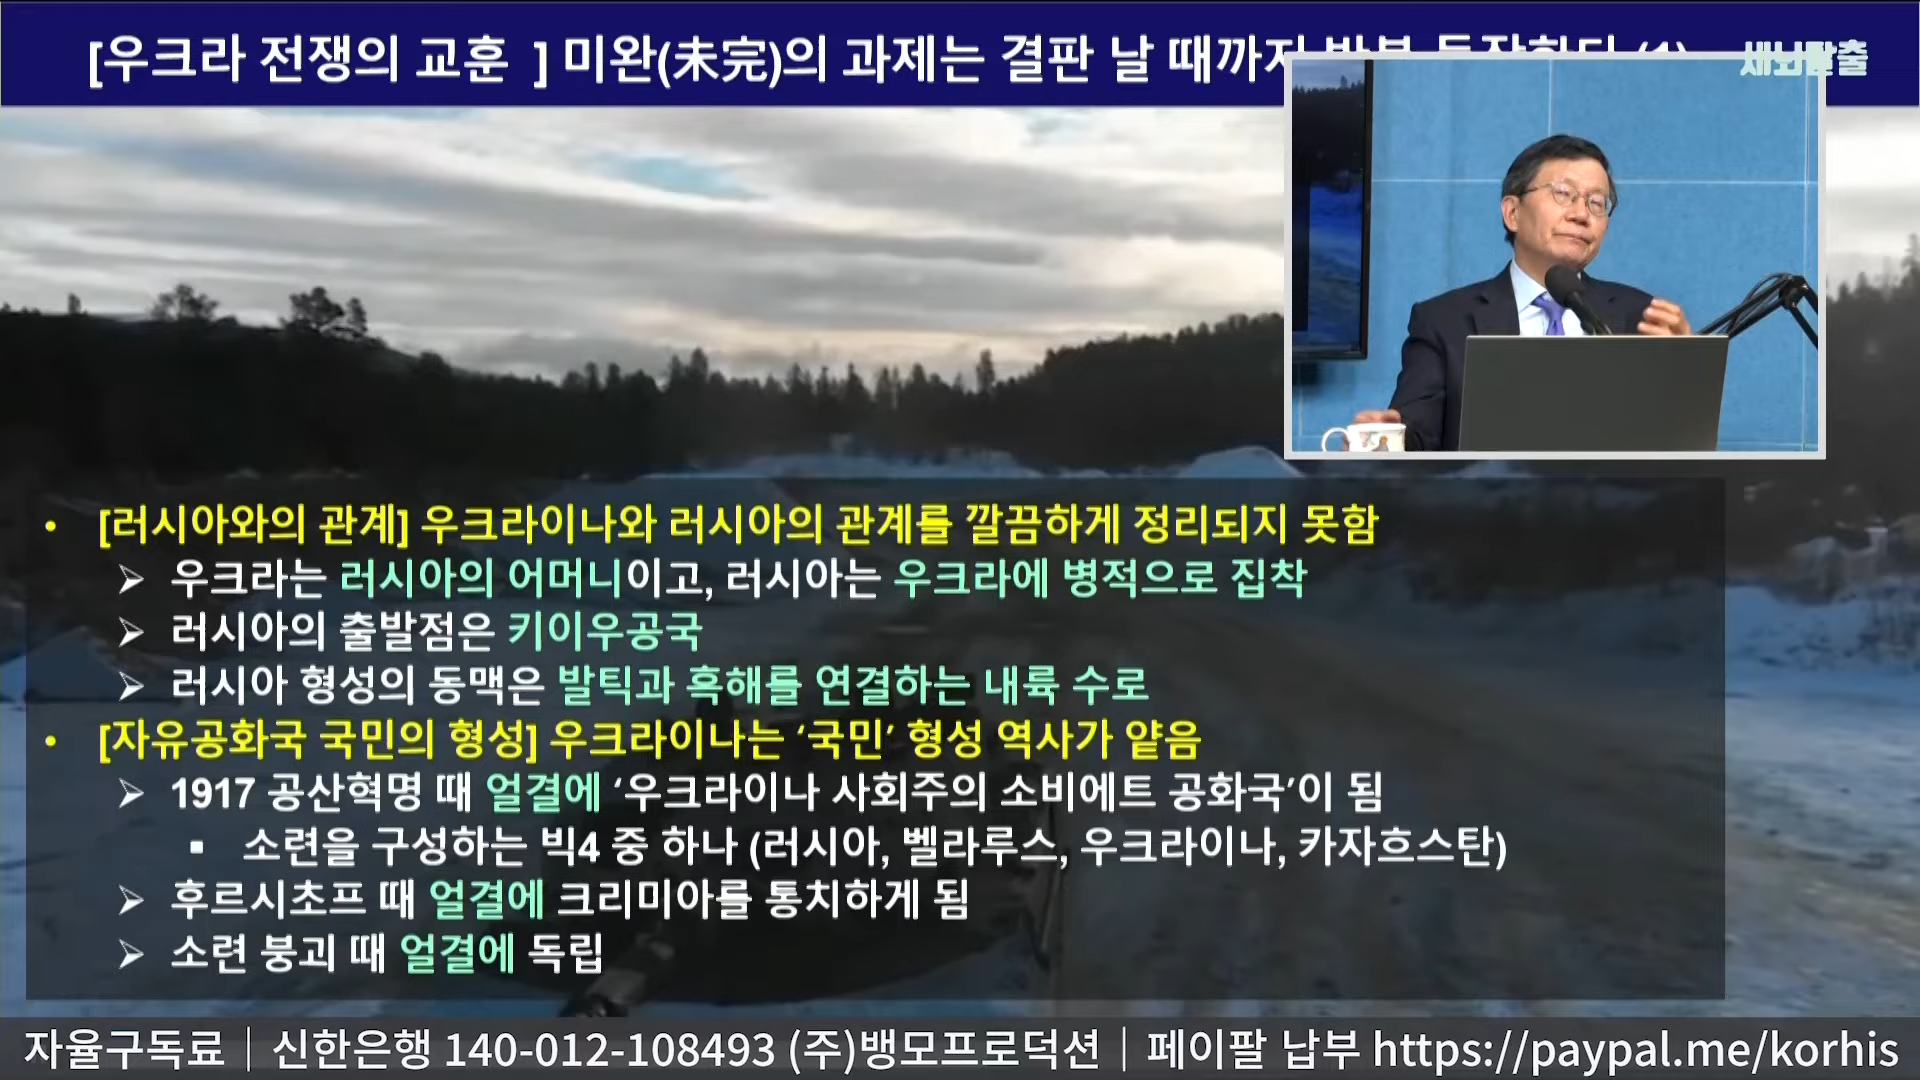 [우크라 전쟁의 교훈 ] 미완(未完)의 과제는 결판 날 때까지
세뇌탈출
• [러시아와의 관계] 우크라이나와 러시아의 관계를 깔끔하게 정리되지 못함
➢ 우크라는 러시아의 어머니이고, 러시아는 우크라에 병적으로 집착
➢ 러시아의 출발점은 키이우공국
➢ 러시아 형성의 동맥은 발틱과 흑해를 연결하는 내륙 수로
• [자유공화국 국민의 형성] 우크라이나는 ‘국민’ 형성 역사가 얕음
➢ 1917 공산혁명 때 얼결에 ‘우크라이나 사회주의 소비에트 공화국’이 됨
▪ 소련을 구성하는 빅4 중 하나 (러시아, 벨라루스, 우크라이나, 카자흐스탄)
➢ 후르시초프 때 얼결에 크리미아를 통치하게 됨
➢ 소련 붕괴 때 얼결에 독립
자율구독료｜신한은행 140-012-108493 (주)뱅모프로덕션｜페이팔 납부 https://paypal.me/korhis